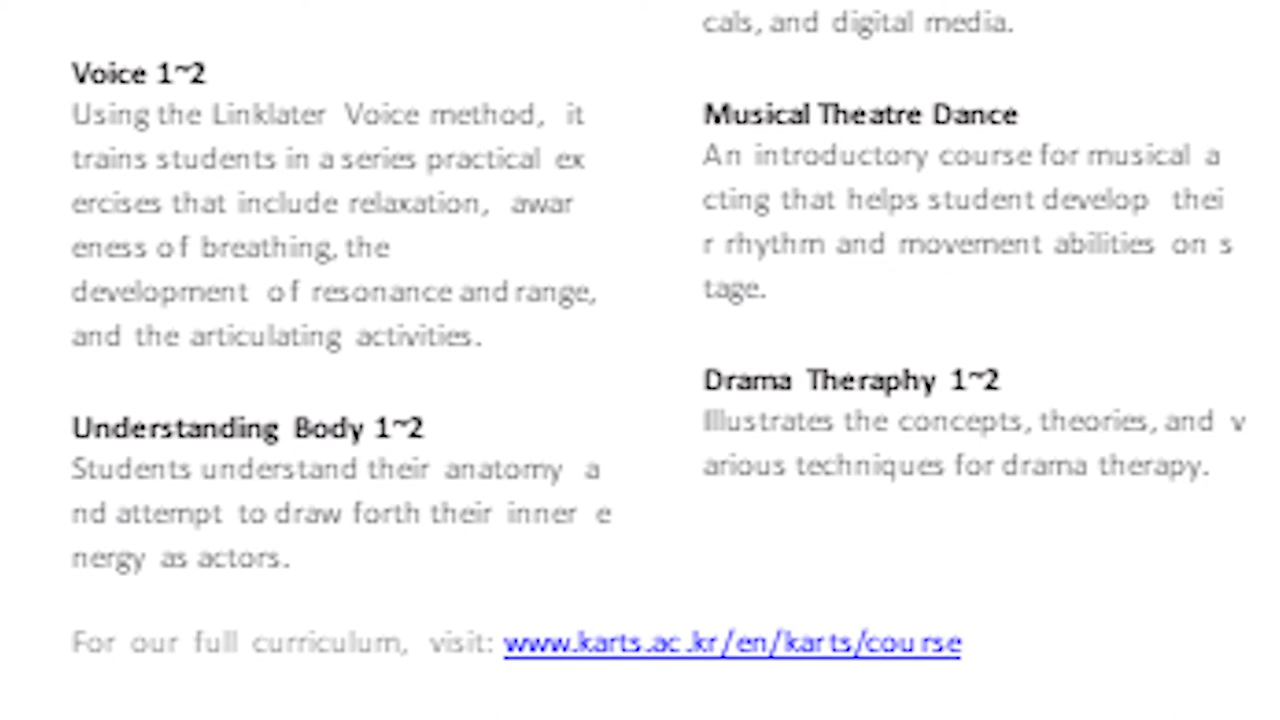 Voice 1~2
Using the Linklater Voice method, it
trains students in a series practical ex
ercises that include relaxation, awar
eness of breathing, the
development of resonance and range,
and the articulating activities.
Understanding Body 1~2
Students understand their anatomy a
nd attempt to draw forth their inner e
nergy as actors.
cals, and digital media.
Musical Theatre Dance
An introductory course for musical a
cting that helps student develop thei
r rhythm and movement abilities on s
tage.
Drama Theraphy 1~2
Illustrates the concepts, theories, and v
arious techniques for drama therapy.
For our full curriculum, visit: www.karts.ac.kr/en/karts/course